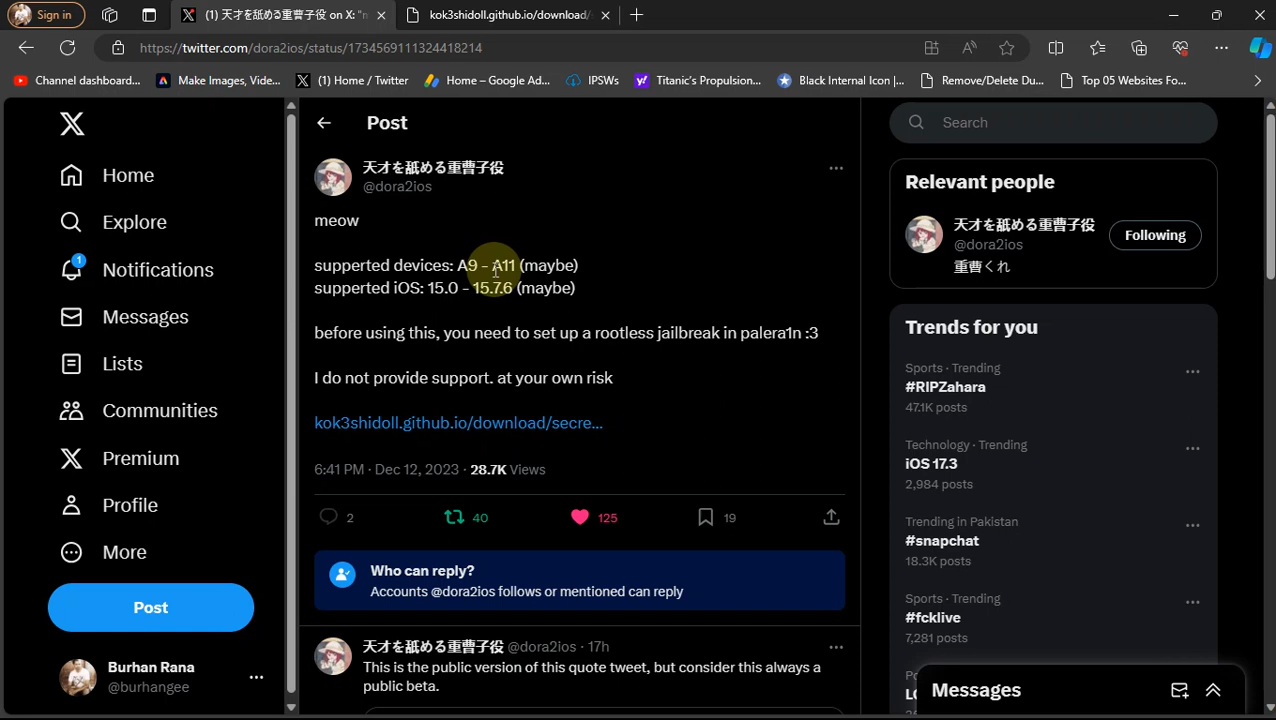 Sign in
(1) 天才を舐める重曹子役 on X: "n
kok3shidoll.github.io/download/s
https://twitter.com/dora2ios/status/1734569111324418214
Channel dashboard...
Make Images, Vide...
(1) Home / Twitter
Home – Google Ad...
IPSWs
Titanic's Propulsion...
Black Internal Icon |...
Remove/Delete Du...
Top 05 Websites Fo...
Home
Explore
1
Notifications
Messages
Lists
Communities
Premium
Profile
More
Post
Burhan Rana
@burhangee
Post
天才を舐める重曹子役
@dora2ios
meow
supperted devices: A9 - A11 (maybe)
supperted iOS: 15.0 - 15.7.6 (maybe)
before using this, you need to set up a rootless jailbreak in palera1n :3
I do not provide support. at your own risk
kok3shidoll.github.io/download/secre...
6:41 PM · Dec 12, 2023 · 28.7K Views
2
40
125
19
Who can reply?
Accounts @dora2ios follows or mentioned can reply
天才を舐める重曹子役 @dora2ios · 17h
This is the public version of this quote tweet, but consider this always a
public beta.
Search
Relevant people
天才を舐める重曹子役
@dora2ios
Following
重曹くれ
Trends for you
Sports · Trending
#RIPZahara
47.1K posts
Technology · Trending
iOS 17.3
2,984 posts
Trending in Pakistan
#snapchat
18.3K posts
Sports · Trending
#fcklive
7,281 posts
Messages